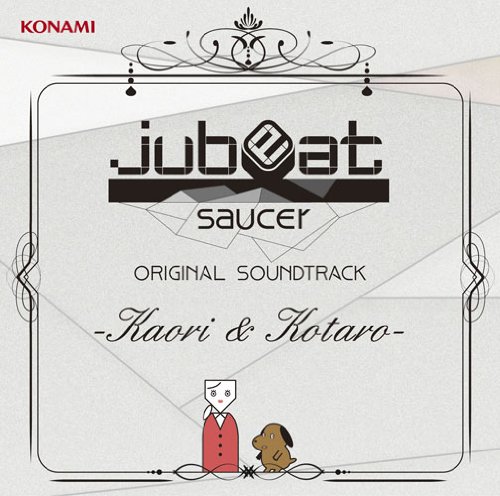 KONAMI
jubeat
saucer
ORIGINAL SOUNDTRACK
-Kaori & Kotaro-